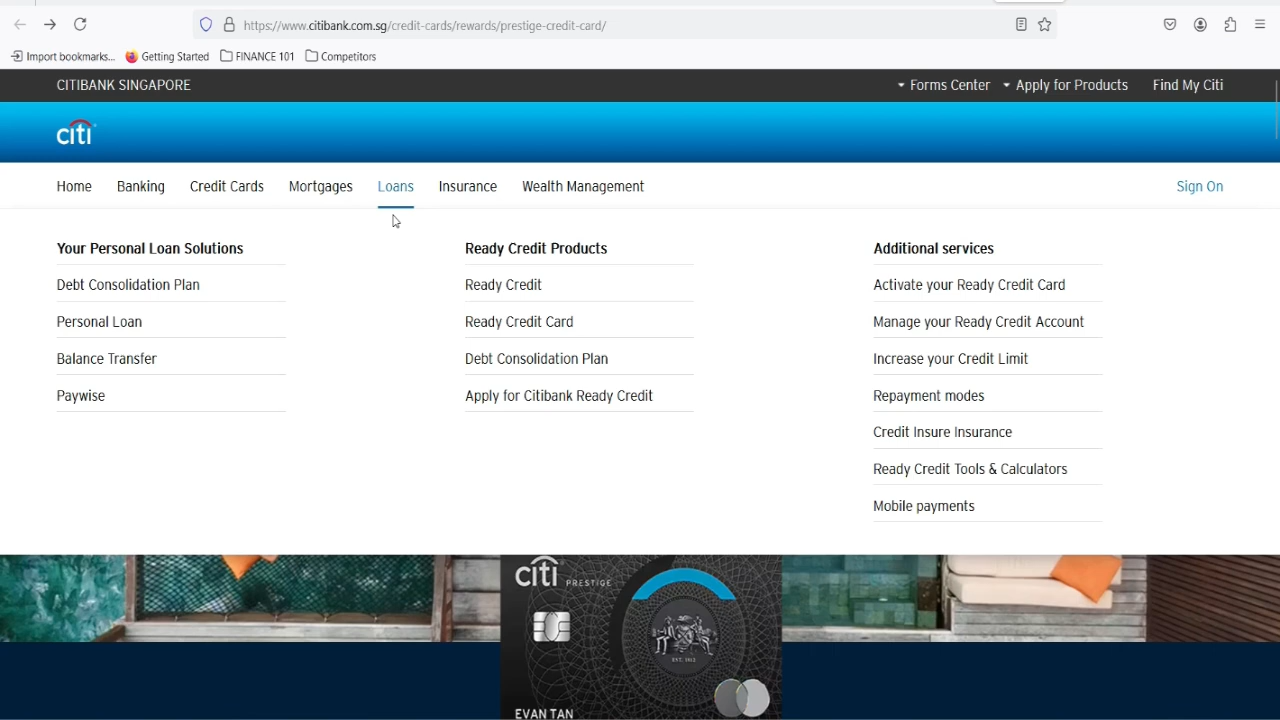 https://www.citibank.com.sg/credit-cards/rewards/prestige-credit-card/
Import bookmarks... Getting Started FINANCE 101 Competitors
CITIBANK SINGAPORE Forms Center Apply for Products Find My Citi
citi
Home Banking Credit Cards Mortgages Loans Insurance Wealth Management Sign On
Your Personal Loan Solutions
Debt Consolidation Plan
Personal Loan
Balance Transfer
Paywise
Ready Credit Products
Ready Credit
Ready Credit Card
Debt Consolidation Plan
Apply for Citibank Ready Credit
Additional services
Activate your Ready Credit Card
Manage your Ready Credit Account
Increase your Credit Limit
Repayment modes
Credit Insure Insurance
Ready Credit Tools & Calculators
Mobile payments
citi PRESTIGE
EST. 1812
EVAN TAN